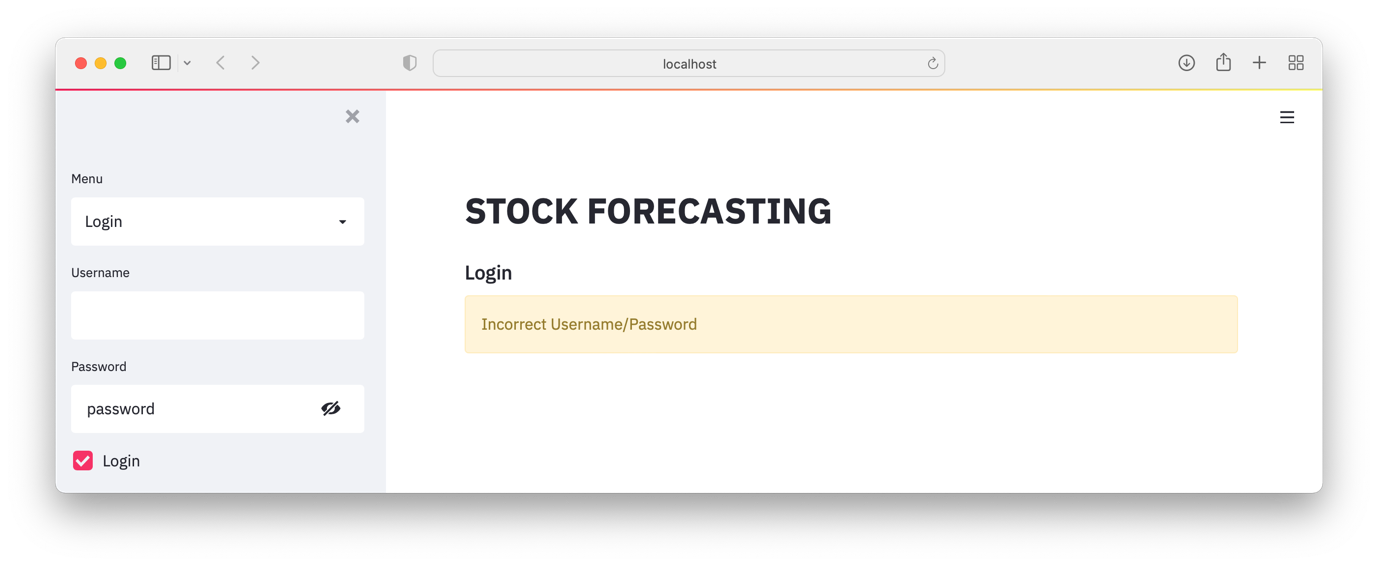 localhost
Menu
Login
Username
Password
password
Login
STOCK FORECASTING
Login
Incorrect Username/Password